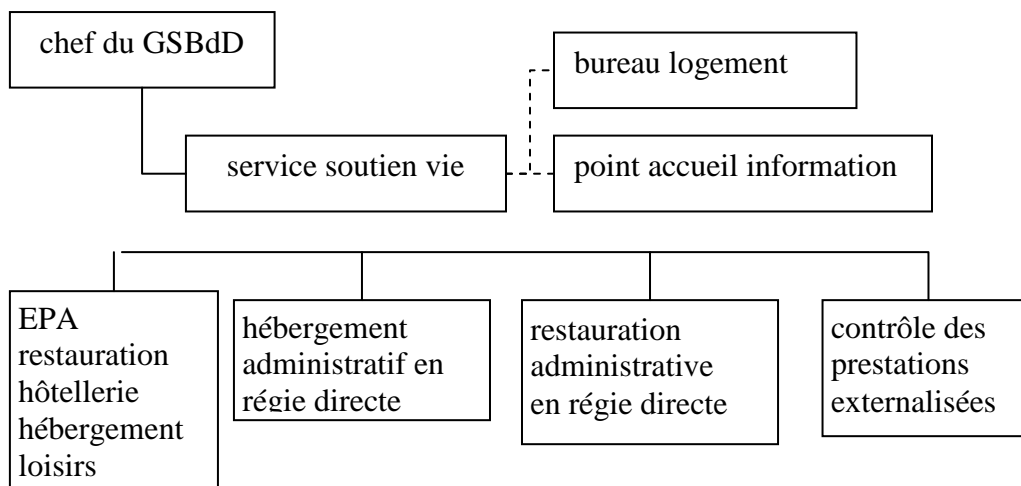 chef du GSBdD
bureau logement
service soutien vie
point accueil information
EPA
restauration
hôtellerie
hébergement
loisirs
hébergement
administratif en
régie directe
restauration
administrative
en régie directe
contrôle des
prestations
externalisées